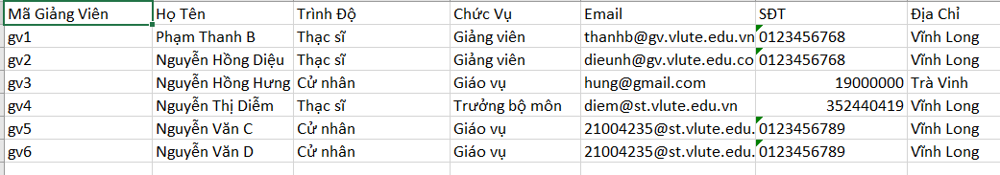 Mã Giảng Viên Họ Tên Trình Độ Chức Vụ Email SĐT Địa Chỉ
gv1 Phạm Thanh B Thạc sĩ Giảng viên thanhb@gv.vlute.edu.vn 0123456768 Vĩnh Long
gv2 Nguyễn Hồng Diệu Thạc sĩ Giảng viên dieunh@gv.vlute.edu.co 0123456768 Vĩnh Long
gv3 Nguyễn Hồng Hưng Cử nhân Giáo vụ hung@gmail.com 19000000 Trà Vinh
gv4 Nguyễn Thị Diễm Thạc sĩ Trưởng bộ môn diem@st.vlute.edu.vn 352440419 Vĩnh Long
gv5 Nguyễn Văn C Cử nhân Giáo vụ 21004235@st.vlute.edu. 0123456789 Vĩnh Long
gv6 Nguyễn Văn D Cử nhân Giáo vụ 21004235@st.vlute.edu. 0123456789 Vĩnh Long